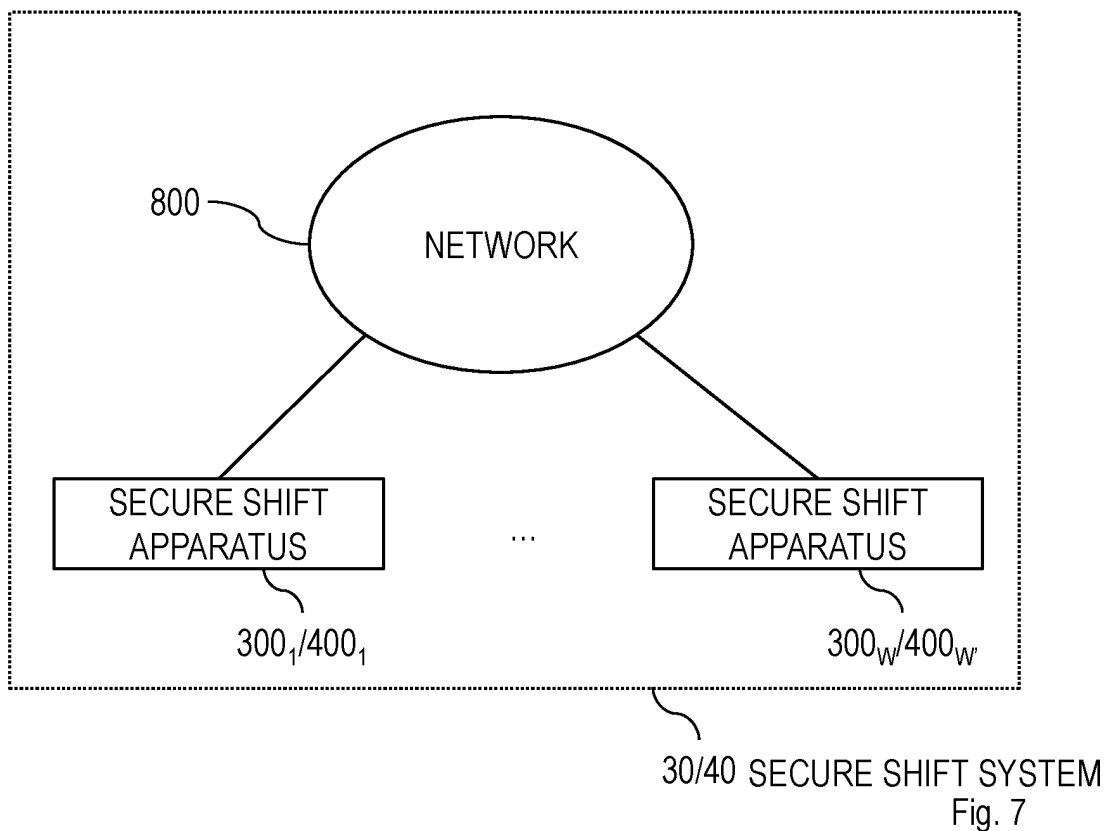 800
NETWORK
SECURE SHIFT
APPARATUS
...
SECURE SHIFT
APPARATUS
300₁/400₁
300W/400W'
30/40 SECURE SHIFT SYSTEM
Fig. 7